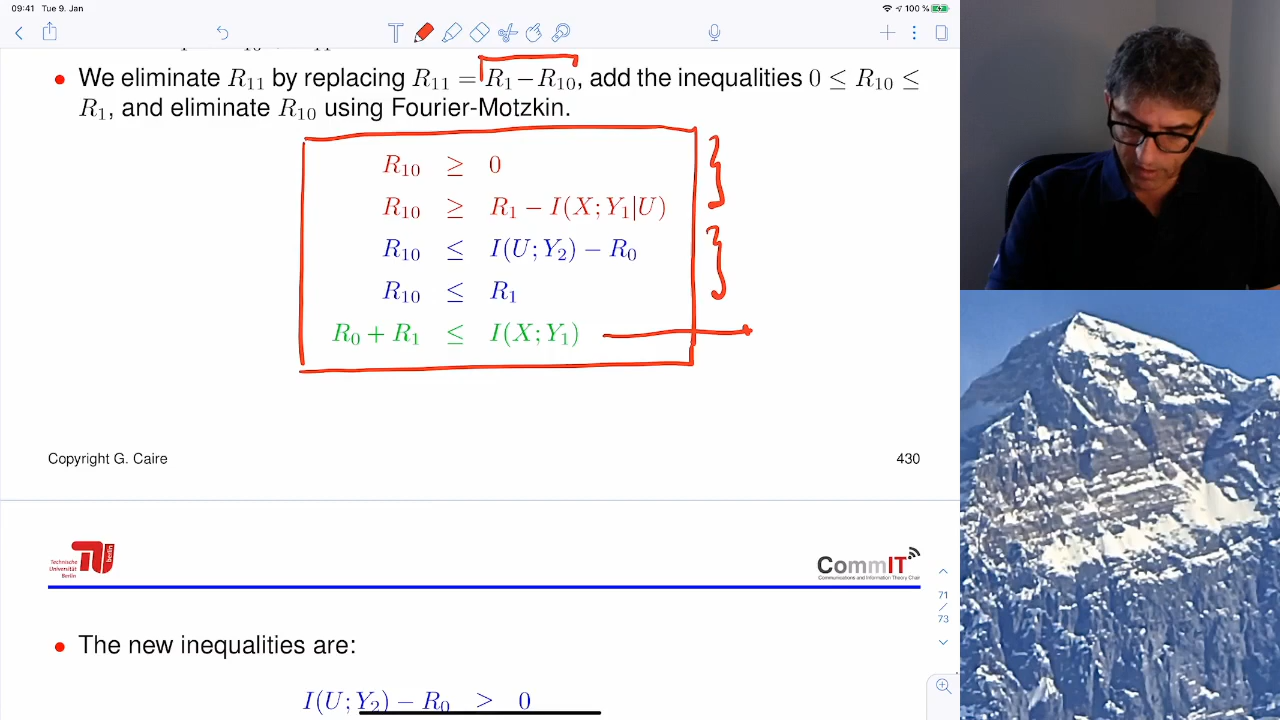 09:41 Tue 9. Jan
100 %
• We eliminate R₁₁ by replacing R₁₁ = R₁ − R₁₀, add the inequalities 0 ≤ R₁₀ ≤
R₁, and eliminate R₁₀ using Fourier-Motzkin.
R₁₀ ≥ 0
R₁₀ ≥ R₁ − I(X; Y₁|U)
R₁₀ ≤ I(U; Y₂) − R₀
R₁₀ ≤ R₁
R₀ + R₁ ≤ I(X; Y₁)
Copyright G. Caire 430
Technische
Universität
Berlin
CommIT
Communications and Information Theory Chair
71
/
73
• The new inequalities are:
I(U; Y₂) − R₀ > 0